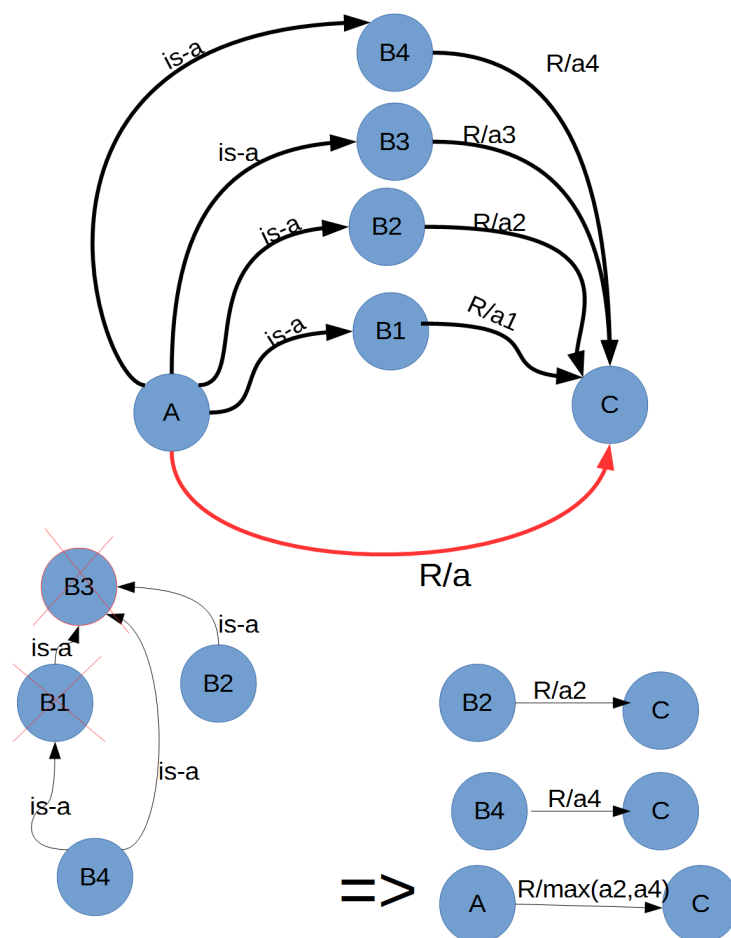 is-a
B4
R/a4
is-a
B3
R/a3
is-a
B2
R/a2
is-a
B1
R/a1
A
C
R/a
B3
is-a
is-a
B1
B2
is-a
is-a
B4
B2
R/a2
C
B4
R/a4
C
=>
A
R/max(a2,a4)
C